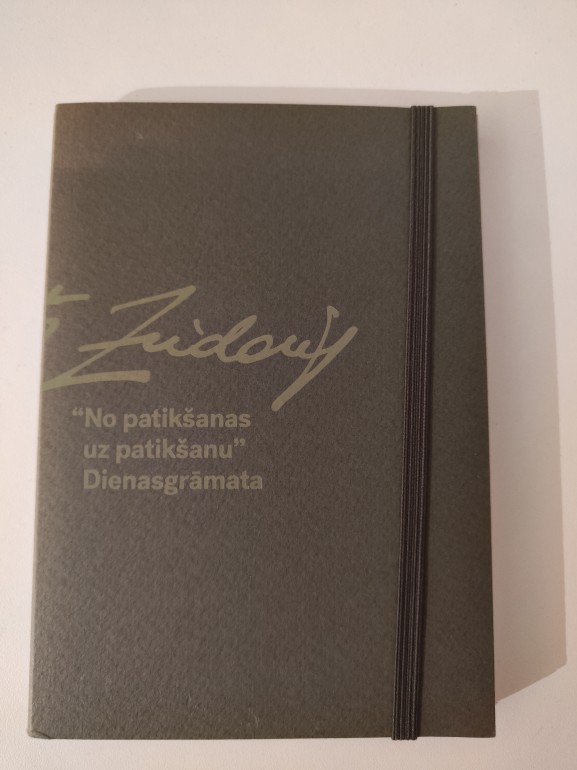 “No patikšanas
uz patikšanu”
Dienasgrāmata